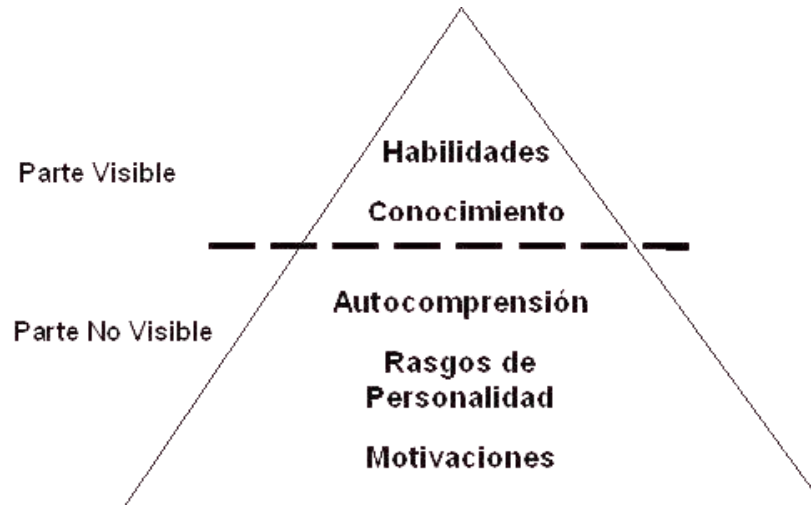 Habilidades
Parte Visible
Conocimiento
Autocomprensión
Parte No Visible
Rasgos de
Personalidad
Motivaciones